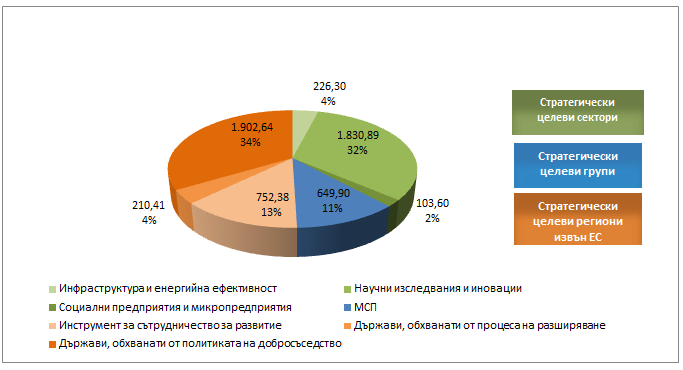 226,30
4%
1.902,64
34%
1.830,89
32%
210,41
4%
752,38
13%
649,90
11%
103,60
2%
Стратегически
целеви сектори
Стратегически
целеви групи
Стратегически
целеви региони
извън ЕС
Инфраструктура и енергийна ефективност
Научни изследвания и иновации
Социални предприятия и микропредприятия
МСП
Инструмент за сътрудничество за развитие
Държави, обхванати от процеса на разширяване
Държави, обхванати от политиката на добросъседство